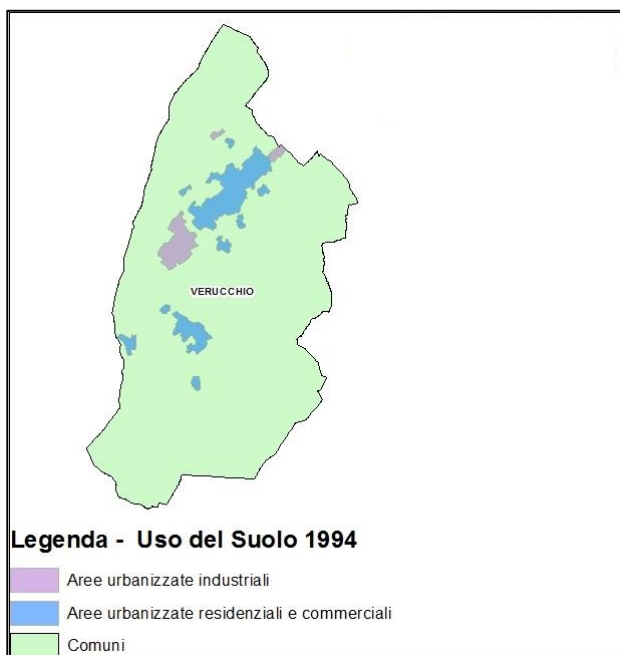 VERUCCHIO
Legenda - Uso del Suolo 1994
Aree urbanizzate industriali
Aree urbanizzate residenziali e commerciali
Comuni